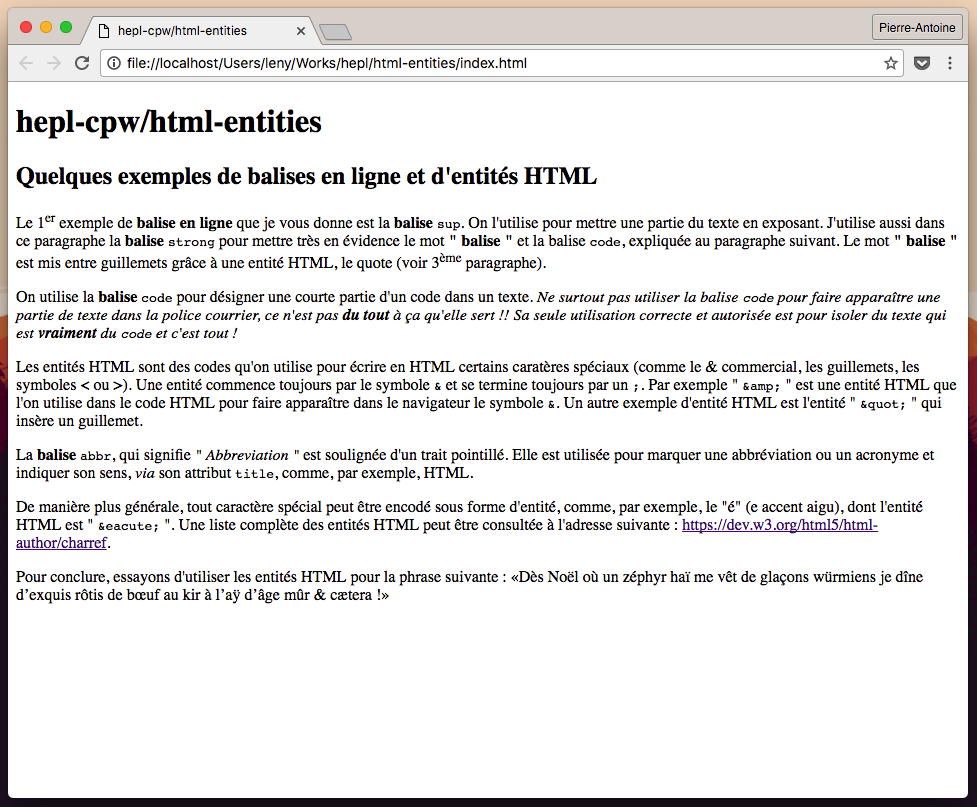 hepl-cpw/html-entities
Pierre-Antoine
file://localhost/Users/leny/Works/hepl/html-entities/index.html
hepl-cpw/html-entities
Quelques exemples de balises en ligne et d'entités HTML
Le 1er exemple de balise en ligne que je vous donne est la balise sup. On l'utilise pour mettre une partie du texte en exposant. J'utilise aussi dans
ce paragraphe la balise strong pour mettre très en évidence le mot " balise " et la balise code, expliquée au paragraphe suivant. Le mot " balise "
est mis entre guillemets grâce à une entité HTML, le quote (voir 3ème paragraphe).
On utilise la balise code pour désigner une courte partie d'un code dans un texte. Ne surtout pas utiliser la balise code pour faire apparaître une
partie de texte dans la police courrier, ce n'est pas du tout à ça qu'elle sert !! Sa seule utilisation correcte et autorisée est pour isoler du texte qui
est vraiment du code et c'est tout !
Les entités HTML sont des codes qu'on utilise pour écrire en HTML certains caratères spéciaux (comme le & commercial, les guillemets, les
symboles < ou >). Une entité commence toujours par le symbole & et se termine toujours par un ;. Par exemple " &amp; " est une entité HTML que
l'on utilise dans le code HTML pour faire apparaître dans le navigateur le symbole &. Un autre exemple d'entité HTML est l'entité " &quot; " qui
insère un guillemet.
La balise abbr, qui signifie " Abbreviation " est soulignée d'un trait pointillé. Elle est utilisée pour marquer une abbréviation ou un acronyme et
indiquer son sens, via son attribut title, comme, par exemple, HTML.
De manière plus générale, tout caractère spécial peut être encodé sous forme d'entité, comme, par exemple, le "é" (e accent aigu), dont l'entité
HTML est " &eacute; ". Une liste complète des entités HTML peut être consultée à l'adresse suivante : https://dev.w3.org/html5/html-
author/charref.
Pour conclure, essayons d'utiliser les entités HTML pour la phrase suivante : «Dès Noël où un zéphyr haï me vêt de glaçons würmiens je dîne
d’exquis rôtis de bœuf au kir à l’aÿ d’âge mûr & cætera !»